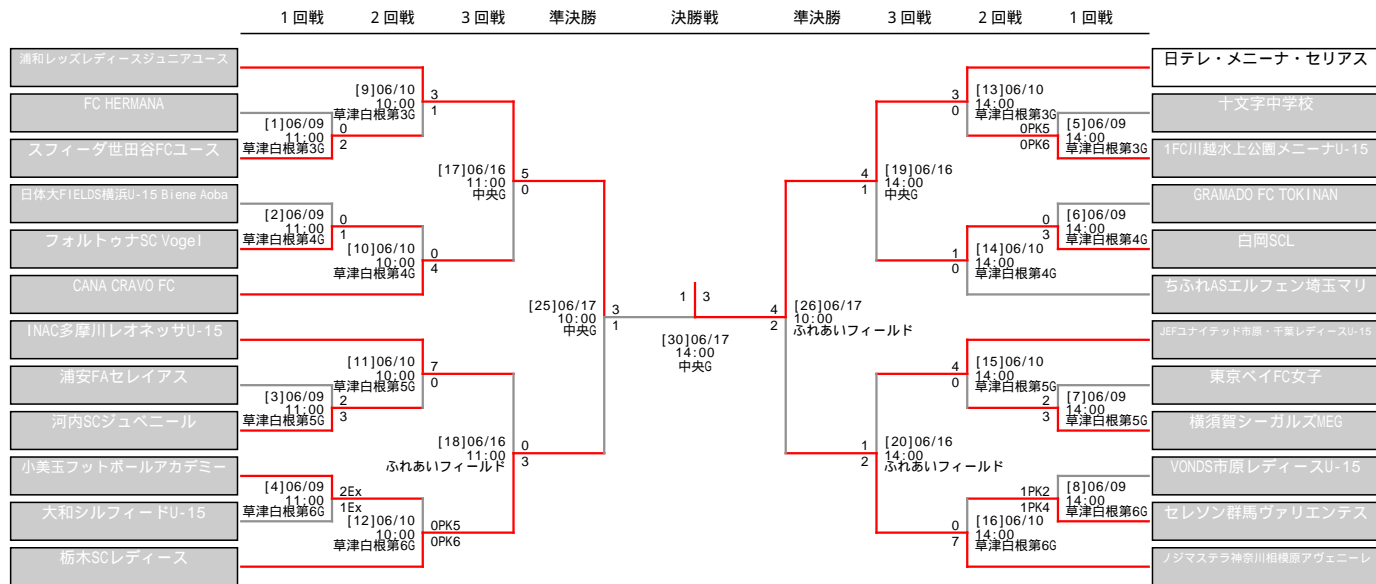 1回戦 2回戦 3回戦 準決勝 決勝戦 準決勝 3回戦 2回戦 1回戦
浦和レッズレディースジュニアユース
FC HERMANA
スフィーダ世田谷FCユース
日体大FIELDS横浜U-15 Biene Aoba
フォルトゥナSC Vogel
CANA CRAVO FC
INAC多摩川レオネッサU-15
浦安FAセレイアス
河内SCジュベニール
小美玉フットボールアカデミー
大和シルフィードU-15
栃木SCレディース
[1]06/09
11:00
草津白根第3G
0
2
[2]06/09
11:00
草津白根第4G
0
1
[3]06/09
11:00
草津白根第5G
2
3
[4]06/09
11:00
草津白根第6G
2Ex
1Ex
[9]06/10
10:00
草津白根第3G
3
1
[10]06/10
10:00
草津白根第4G
0
4
[11]06/10
10:00
草津白根第5G
7
0
[12]06/10
10:00
草津白根第6G
0PK5
0PK6
[17]06/16
11:00
中央G
5
0
[18]06/16
11:00
ふれあいフィールド
0
3
[25]06/17
10:00
中央G
3
1
1 3
[30]06/17
14:00
中央G
4
2
[26]06/17
10:00
ふれあいフィールド
4
1
[19]06/16
14:00
中央G
1
2
[20]06/16
14:00
ふれあいフィールド
3
0
[13]06/10
14:00
草津白根第3G
1
0
[14]06/10
14:00
草津白根第4G
4
0
[15]06/10
14:00
草津白根第5G
0
7
[16]06/10
14:00
草津白根第6G
0PK5
0PK6
[5]06/09
14:00
草津白根第3G
0
3
[6]06/09
14:00
草津白根第4G
2
3
[7]06/09
14:00
草津白根第5G
1PK2
1PK4
[8]06/09
14:00
草津白根第6G
日テレ・メニーナ・セリアス
十文字中学校
1FC川越水上公園メニーナU-15
GRAMADO FC TOKINAN
白岡SCL
ちふれASエルフェン埼玉マリ
JEFユナイテッド市原・千葉レディースU-15
東京ベイFC女子
横須賀シーガルズMEG
VONDS市原レディースU-15
セレソン群馬ヴァリエンテス
ノジマステラ神奈川相模原アヴェニーレ